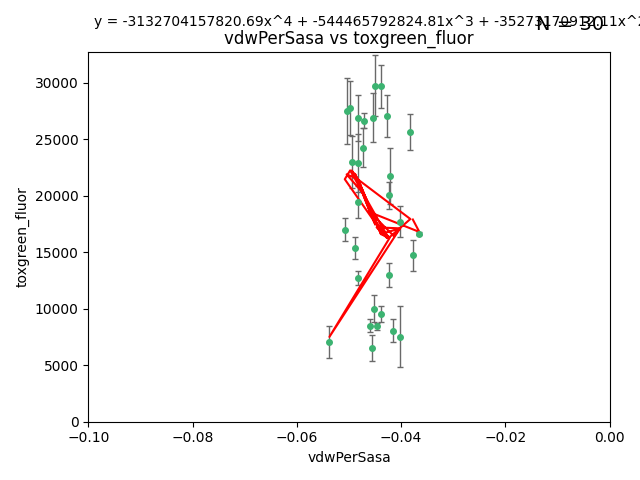 y = -3132704157820.69x^4 + -544465792824.81x^3 + -35273
N = 30
vdwPerSasa vs toxgreen_fluor
30000
25000
20000
15000
10000
5000
0
toxgreen_fluor
−0.10 −0.08 −0.06 −0.04 −0.02 0.00
vdwPerSasa